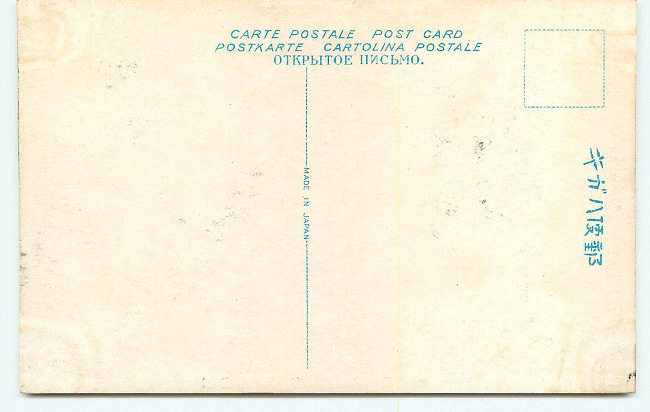 CARTE POSTALE POST CARD
POSTKARTE CARTOLINA POSTALE
ОТКРЫТОЕ ПИСЬМО.
MADE IN JAPAN
郵便ハガキ